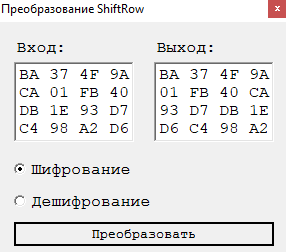 Преобразование ShiftRow
x
Вход: Выход:
BA 37 4F 9A BA 37 4F 9A
CA 01 FB 40 01 FB 40 CA
DB 1E 93 D7 93 D7 DB 1E
C4 98 A2 D6 D6 C4 98 A2
Шифрование
Дешифрование
Преобразовать